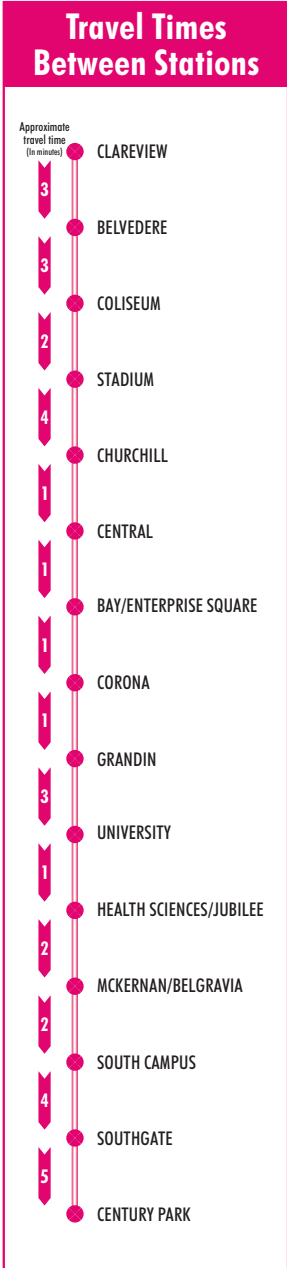 Travel Times
Between Stations
Approximate
travel time
(In minutes)
CLAREVIEW
3
BELVEDERE
3
COLISEUM
2
STADIUM
4
CHURCHILL
1
CENTRAL
1
BAY/ENTERPRISE SQUARE
1
CORONA
1
GRANDIN
3
UNIVERSITY
1
HEALTH SCIENCES/JUBILEE
2
MCKERNAN/BELGRAVIA
2
SOUTH CAMPUS
4
SOUTHGATE
5
CENTURY PARK